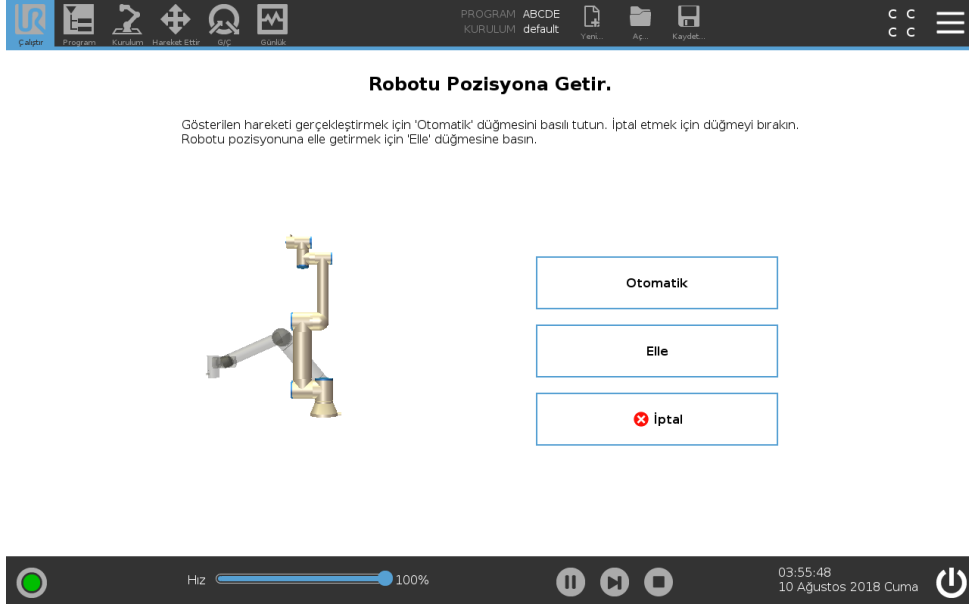 UR
Çalıştır
Program
Kurulum
Hareket Ettir
G/Ç
Günlük
PROGRAM ABCDE
KURULUM default
Yeni...
Aç...
Kaydet...
C C
C C
Robotu Pozisyona Getir.
Gösterilen hareketi gerçekleştirmek için 'Otomatik' düğmesini basılı tutun. İptal etmek için düğmeyi bırakın.
Robotu pozisyonuna elle getirmek için 'Elle' düğmesine basın.
Otomatik
Elle
İptal
Hız
100%
03:55:48
10 Ağustos 2018 Cuma